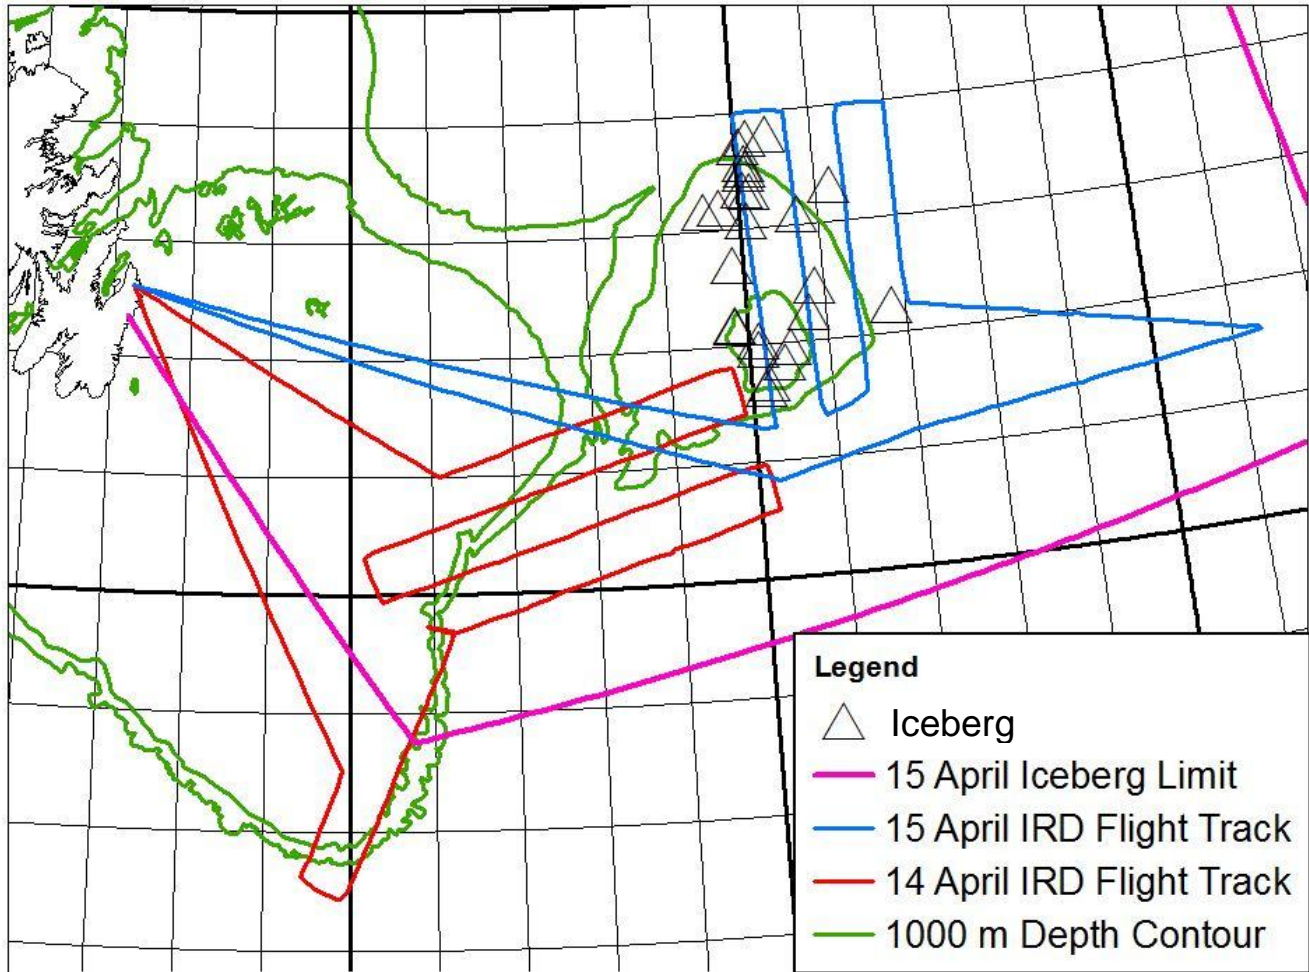 Legend
Iceberg
15 April Iceberg Limit
15 April IRD Flight Track
14 April IRD Flight Track
1000 m Depth Contour